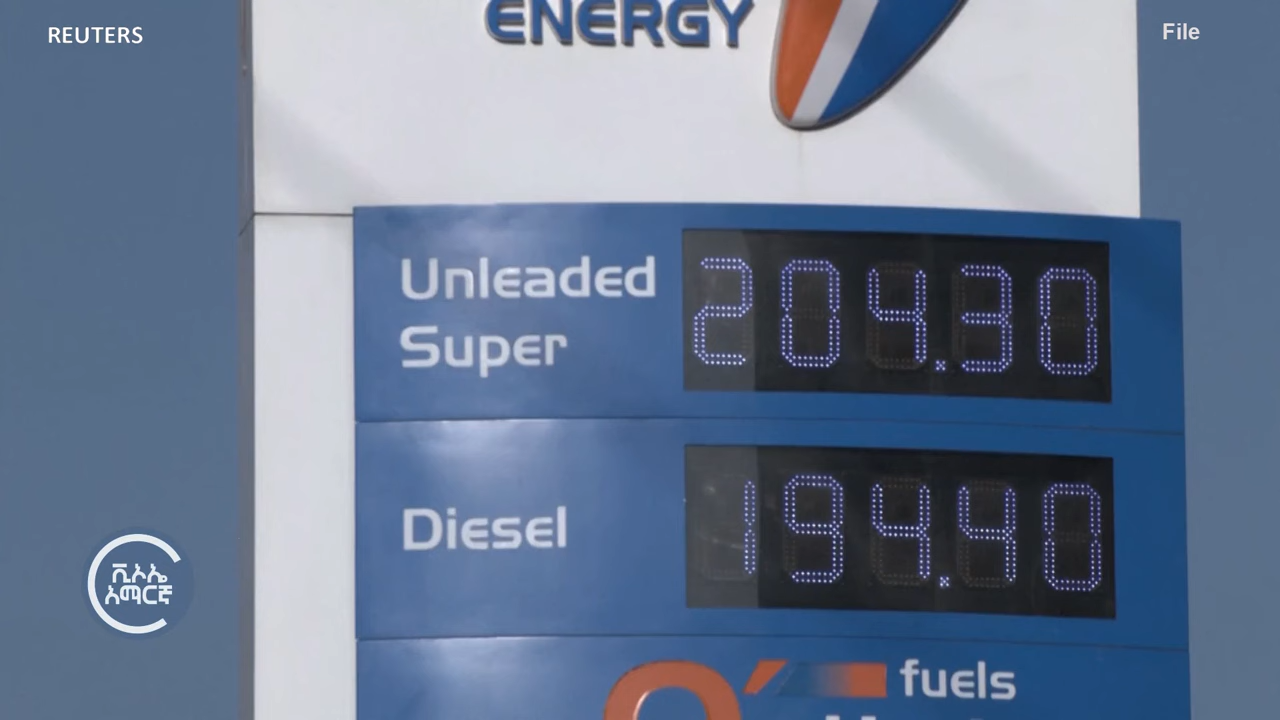 REUTERS
File
ENERGY
Unleaded
Super
204.30
Diesel
194.40
fuels
ቪኦኤ
አማርኛ